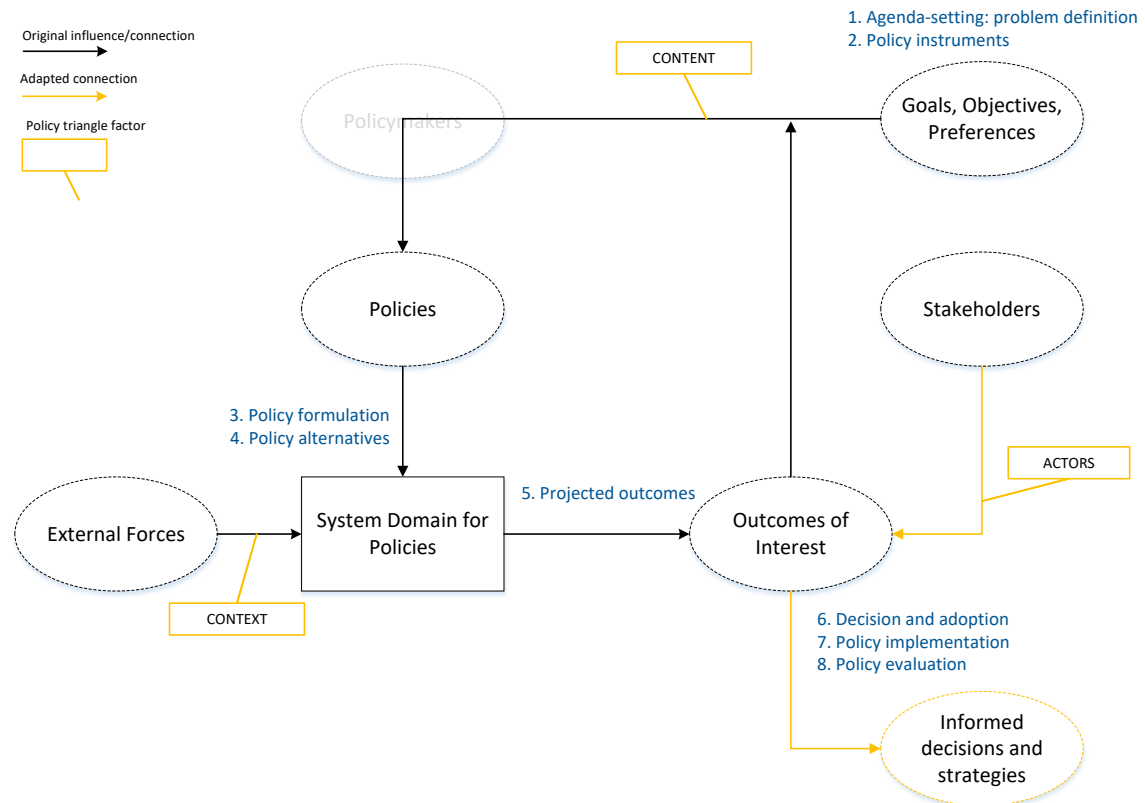 1. Agenda-setting: problem definition
2. Policy instruments
Original influence/connection
CONTENT
Adapted connection
Policy triangle factor
Policymakers
Goals, Objectives,
Preferences
Policies
Stakeholders
3. Policy formulation
4. Policy alternatives
ACTORS
5. Projected outcomes
External Forces
System Domain for
Policies
Outcomes of
Interest
CONTEXT
6. Decision and adoption
7. Policy implementation
8. Policy evaluation
Informed
decisions and
strategies